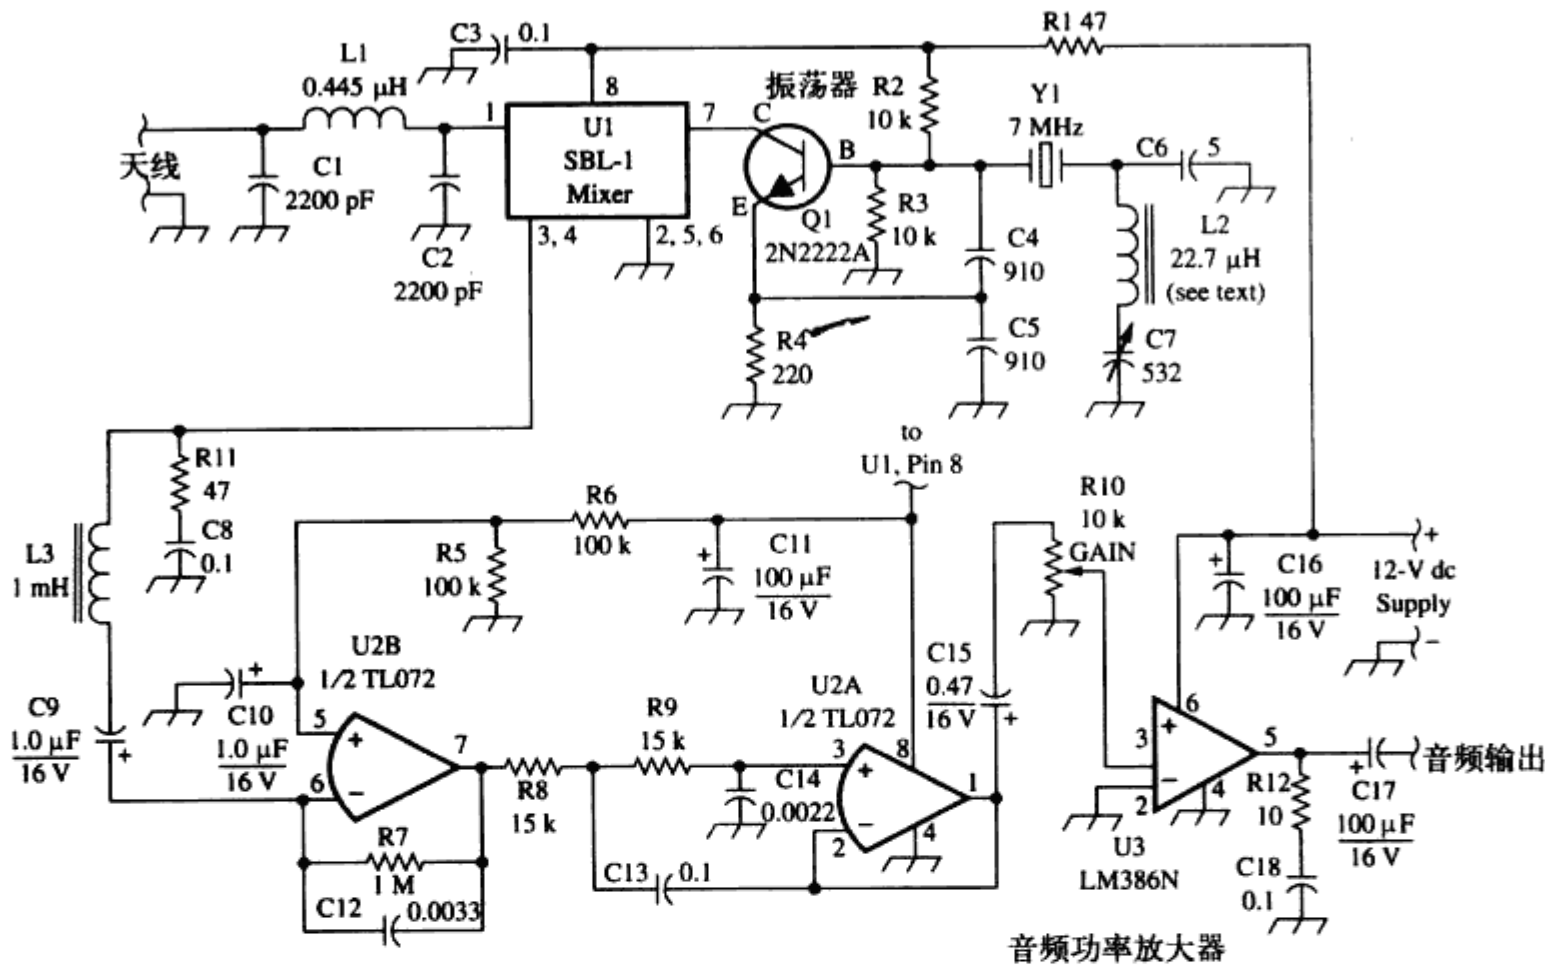 C3
0.1
R1 47
L1
0.445 μH
8
振荡器
R2
10 k
Y1
7 MHz
1
U1
SBL-1
Mixer
7
C
B
E
Q1
2N2222A
C6
5
天线
C1
2200 pF
R3
10 k
3, 4
2, 5, 6
C2
2200 pF
C4
910
L2
22.7 μH
(see text)
R4
220
C5
910
C7
532
to
U1, Pin 8
R11
47
C8
0.1
L3
1 mH
R6
100 k
R5
100 k
+
C11
100 μF
16 V
R10
10 k
GAIN
+
C16
100 μF
16 V
+
12-V dc
Supply
−
U2B
1/2 TL072
+
C10
1.0 μF
16 V
C9
1.0 μF
16 V
+
5
+
6
−
7
R8
15 k
R9
15 k
U2A
1/2 TL072
C14
0.0022
3
+
8
−
2
4
1
C15
0.47
16 V
+
R7
1 M
C12
0.0033
C13
0.1
3
+
6
−
2
4
5
U3
LM386N
R12
10
C18
0.1
+
C17
100 μF
16 V
音频输出
音频功率放大器